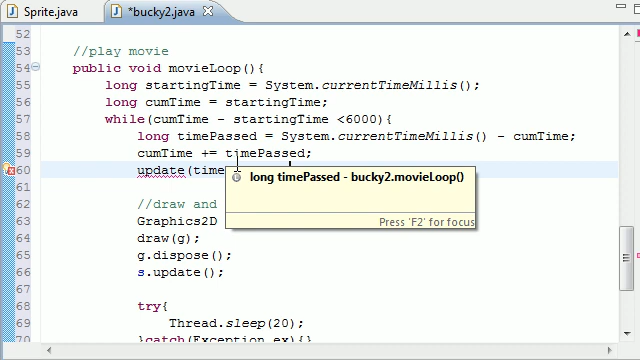 Sprite.java *bucky2.java
52
53 //play movie
54 public void movieLoop(){
55 long startingTime = System.currentTimeMillis();
56 long cumTime = startingTime;
57 while(cumTime - startingTime <6000){
58 long timePassed = System.currentTimeMillis() - cumTime;
59 cumTime += timePassed;
60 update(time
long timePassed - bucky2.movieLoop()
Press 'F2' for focus
61
62 //draw and
63 Graphics2D
64 draw(g);
65 g.dispose();
66 s.update();
67
68 try{
69 Thread.sleep(20);
70 }catch(Exception ex){}